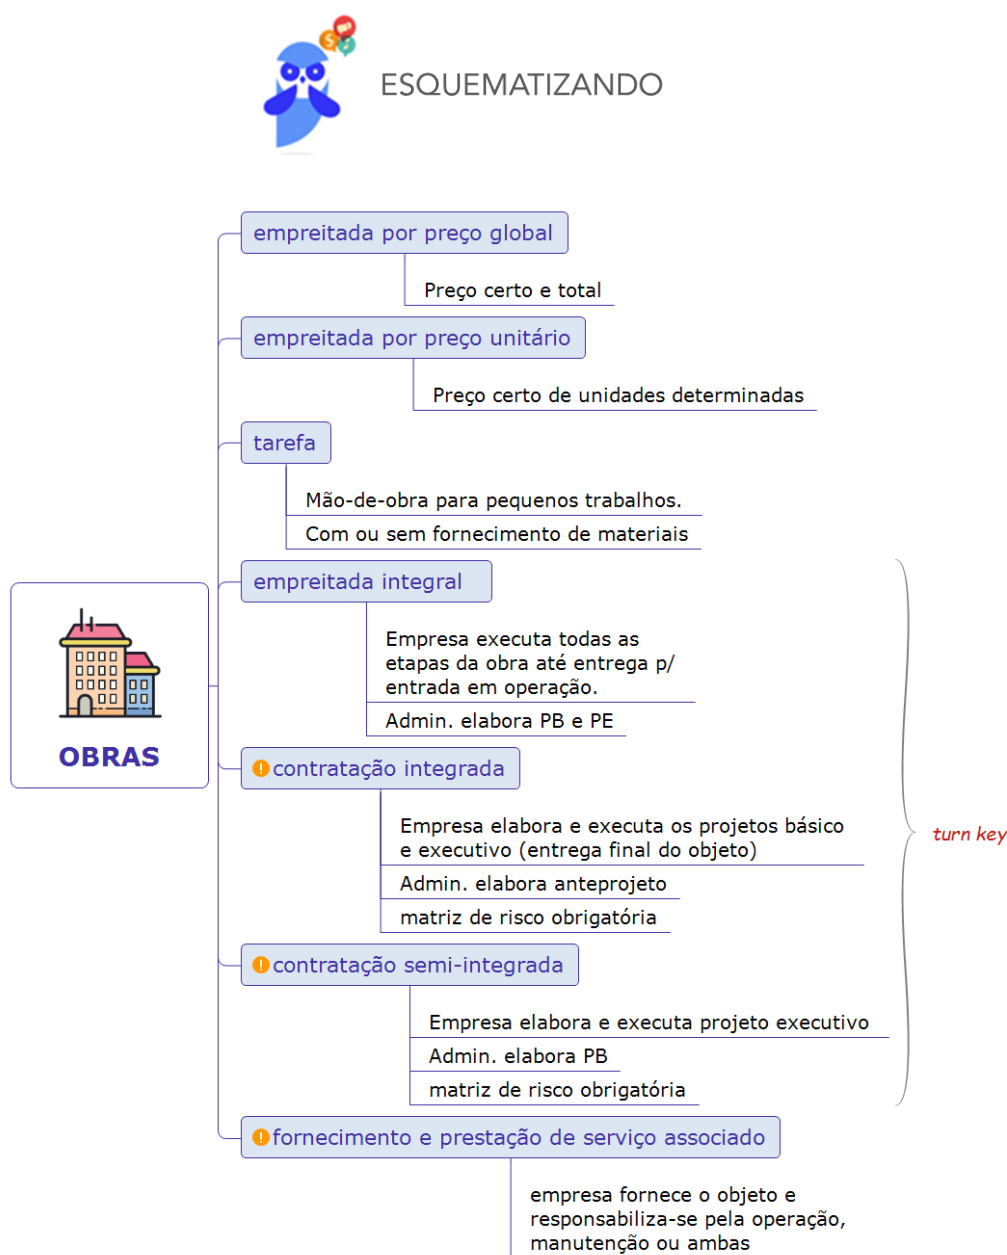 ESQUEMATIZANDO
empreitada por preço global
Preço certo e total
empreitada por preço unitário
Preço certo de unidades determinadas
tarefa
Mão-de-obra para pequenos trabalhos.
Com ou sem fornecimento de materiais
empreitada integral
Empresa executa todas as
etapas da obra até entrega p/
entrada em operação.
Admin. elabora PB e PE
OBRAS
contratação integrada
Empresa elabora e executa os projetos básico
e executivo (entrega final do objeto)
Admin. elabora anteprojeto
matriz de risco obrigatória
turn key
contratação semi-integrada
Empresa elabora e executa projeto executivo
Admin. elabora PB
matriz de risco obrigatória
fornecimento e prestação de serviço associado
empresa fornece o objeto e
responsabiliza-se pela operação,
manutenção ou ambas